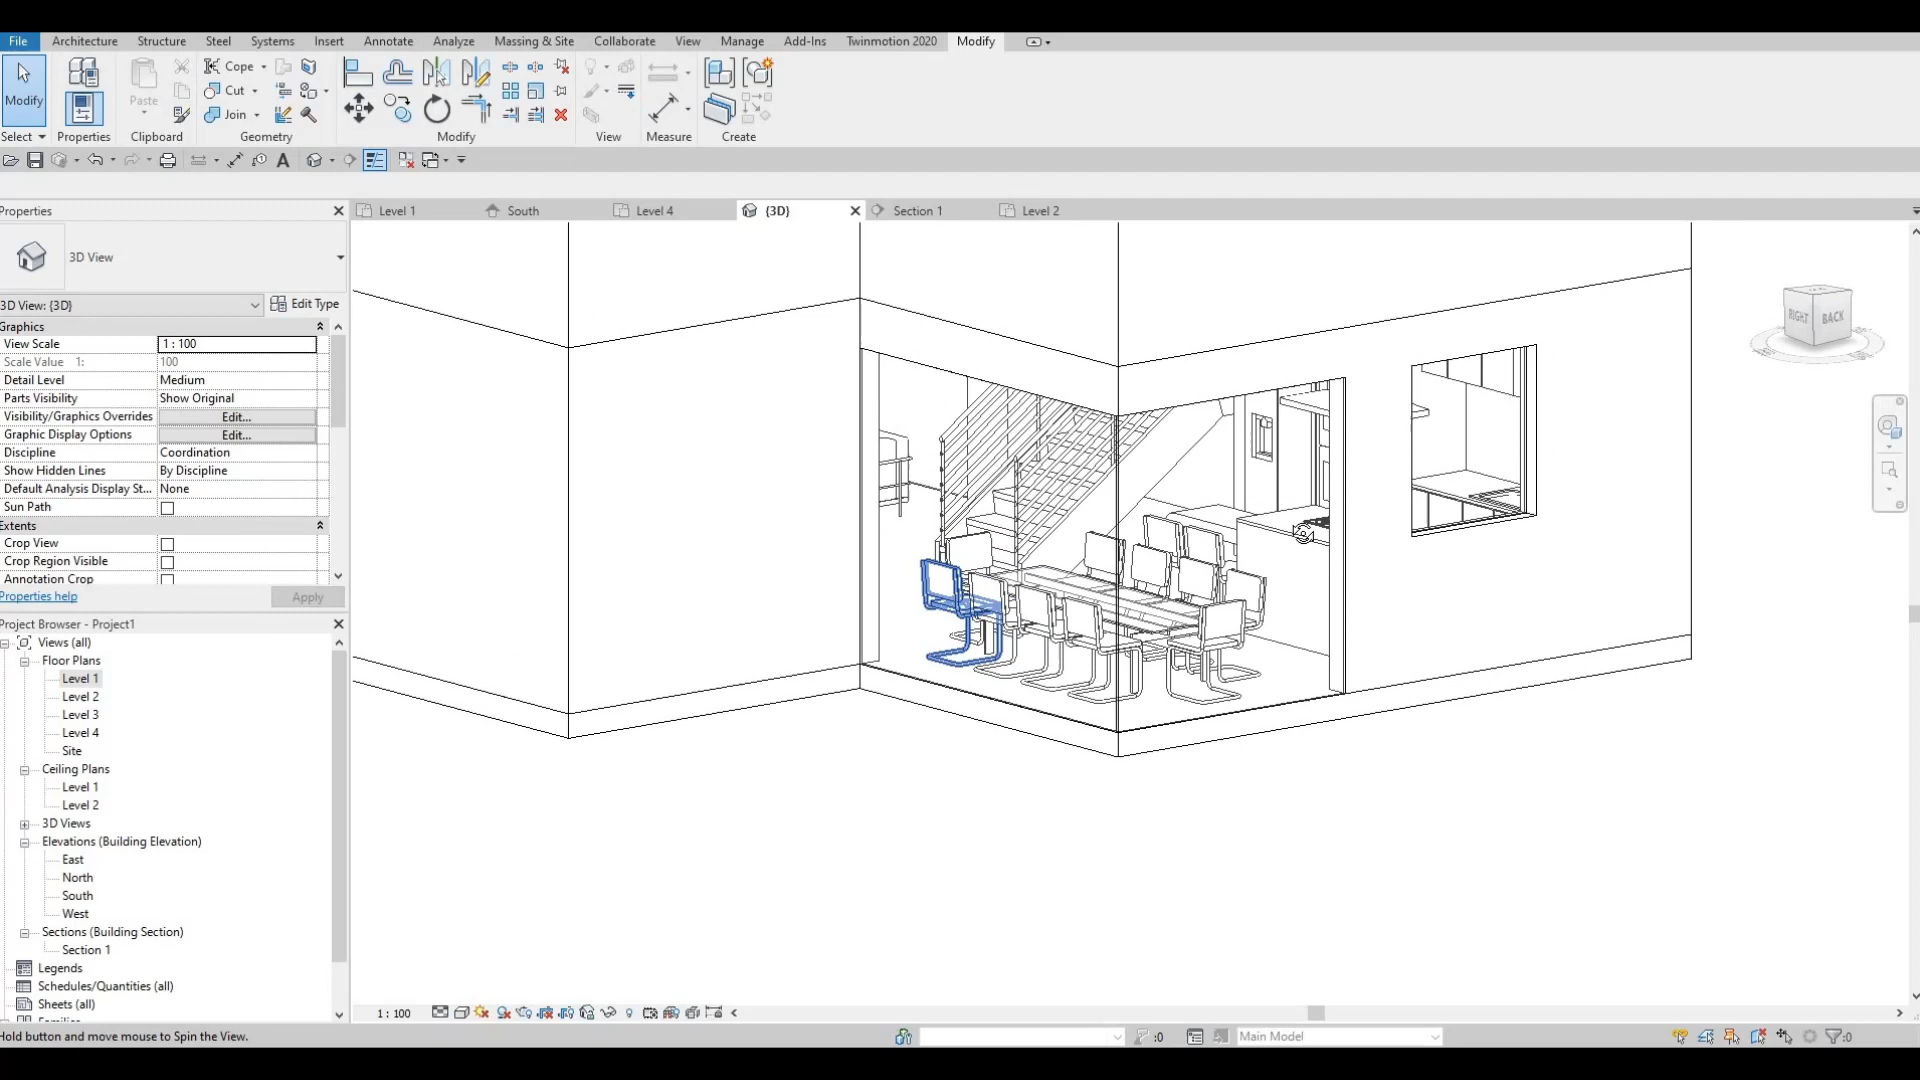 File Architecture Structure Steel Systems Insert Annotate Analyze Massing & Site Collaborate View Manage Add-Ins Twinmotion 2020 Modify
Modify Paste Cope Cut Join
Select Properties Clipboard Geometry Modify View Measure Create
A
Properties
Level 1 South Level 4 {3D} Section 1 Level 2
3D View
3D View: {3D} Edit Type
Graphics
View Scale 1 : 100
Scale Value 1: 100
Detail Level Medium
Parts Visibility Show Original
Visibility/Graphics Overrides Edit...
Graphic Display Options Edit...
Discipline Coordination
Show Hidden Lines By Discipline
Default Analysis Display St... None
Sun Path
Extents
Crop View
Crop Region Visible
Annotation Crop
Properties help Apply
RIGHT BACK
Project Browser - Project1
Views (all)
Floor Plans
Level 1
Level 2
Level 3
Level 4
Site
Ceiling Plans
Level 1
Level 2
3D Views
Elevations (Building Elevation)
East
North
South
West
Sections (Building Section)
Section 1
Legends
Schedules/Quantities (all)
Sheets (all)
1 : 100
Hold button and move mouse to Spin the View. :0 Main Model :0